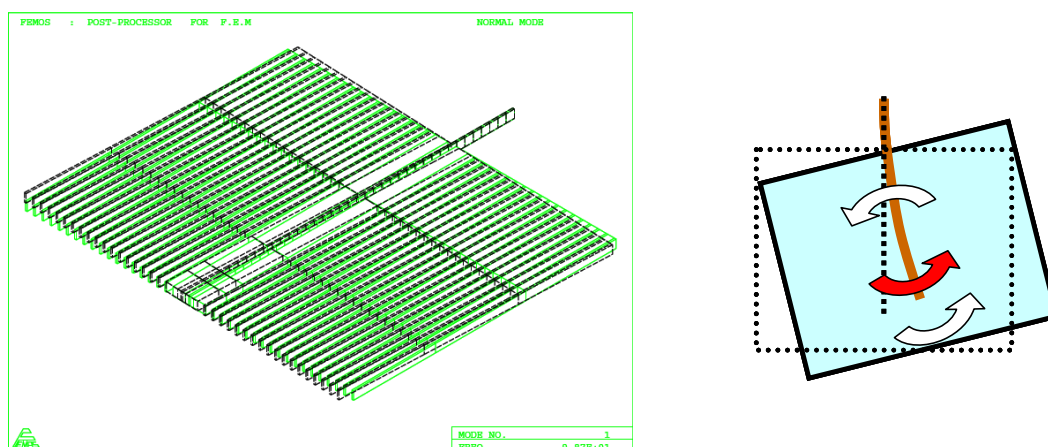 FEMOS : POST-PROCESSOR FOR F.E.M NORMAL MODE
MODE NO. 1